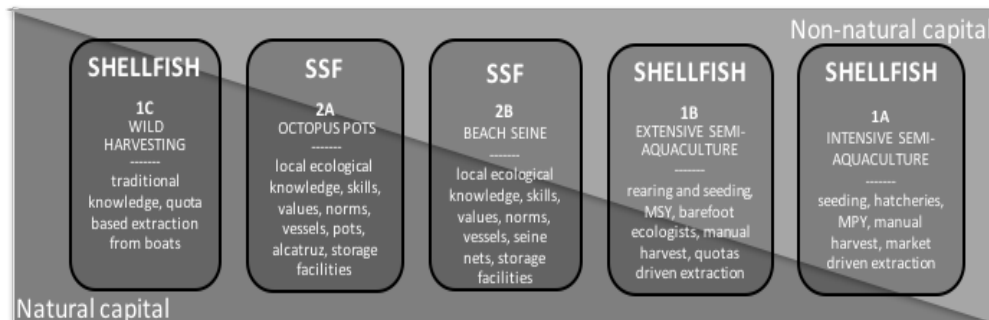 Non-natural capital
SHELLFISH
1C
WILD
HARVESTING
-------
traditional
knowledge, quota
based extraction
from boats
SSF
2A
OCTOPUS POTS
-------
local ecological
knowledge, skills,
values, norms,
vessels, pots,
alcatruz, storage
facilities
SSF
2B
BEACH SEINE
-------
local ecological
knowledge, skills,
values, norms,
vessels, seine
nets, storage
facilities
SHELLFISH
1B
EXTENSIVE SEMI-
AQUACULTURE
-------
rearing and seeding,
MSY, barefoot
ecologists, manual
harvest, quotas
driven extraction
SHELLFISH
1A
INTENSIVE SEMI-
AQUACULTURE
-------
seeding, hatcheries,
MPY, manual
harvest, market
driven extraction
Natural capital